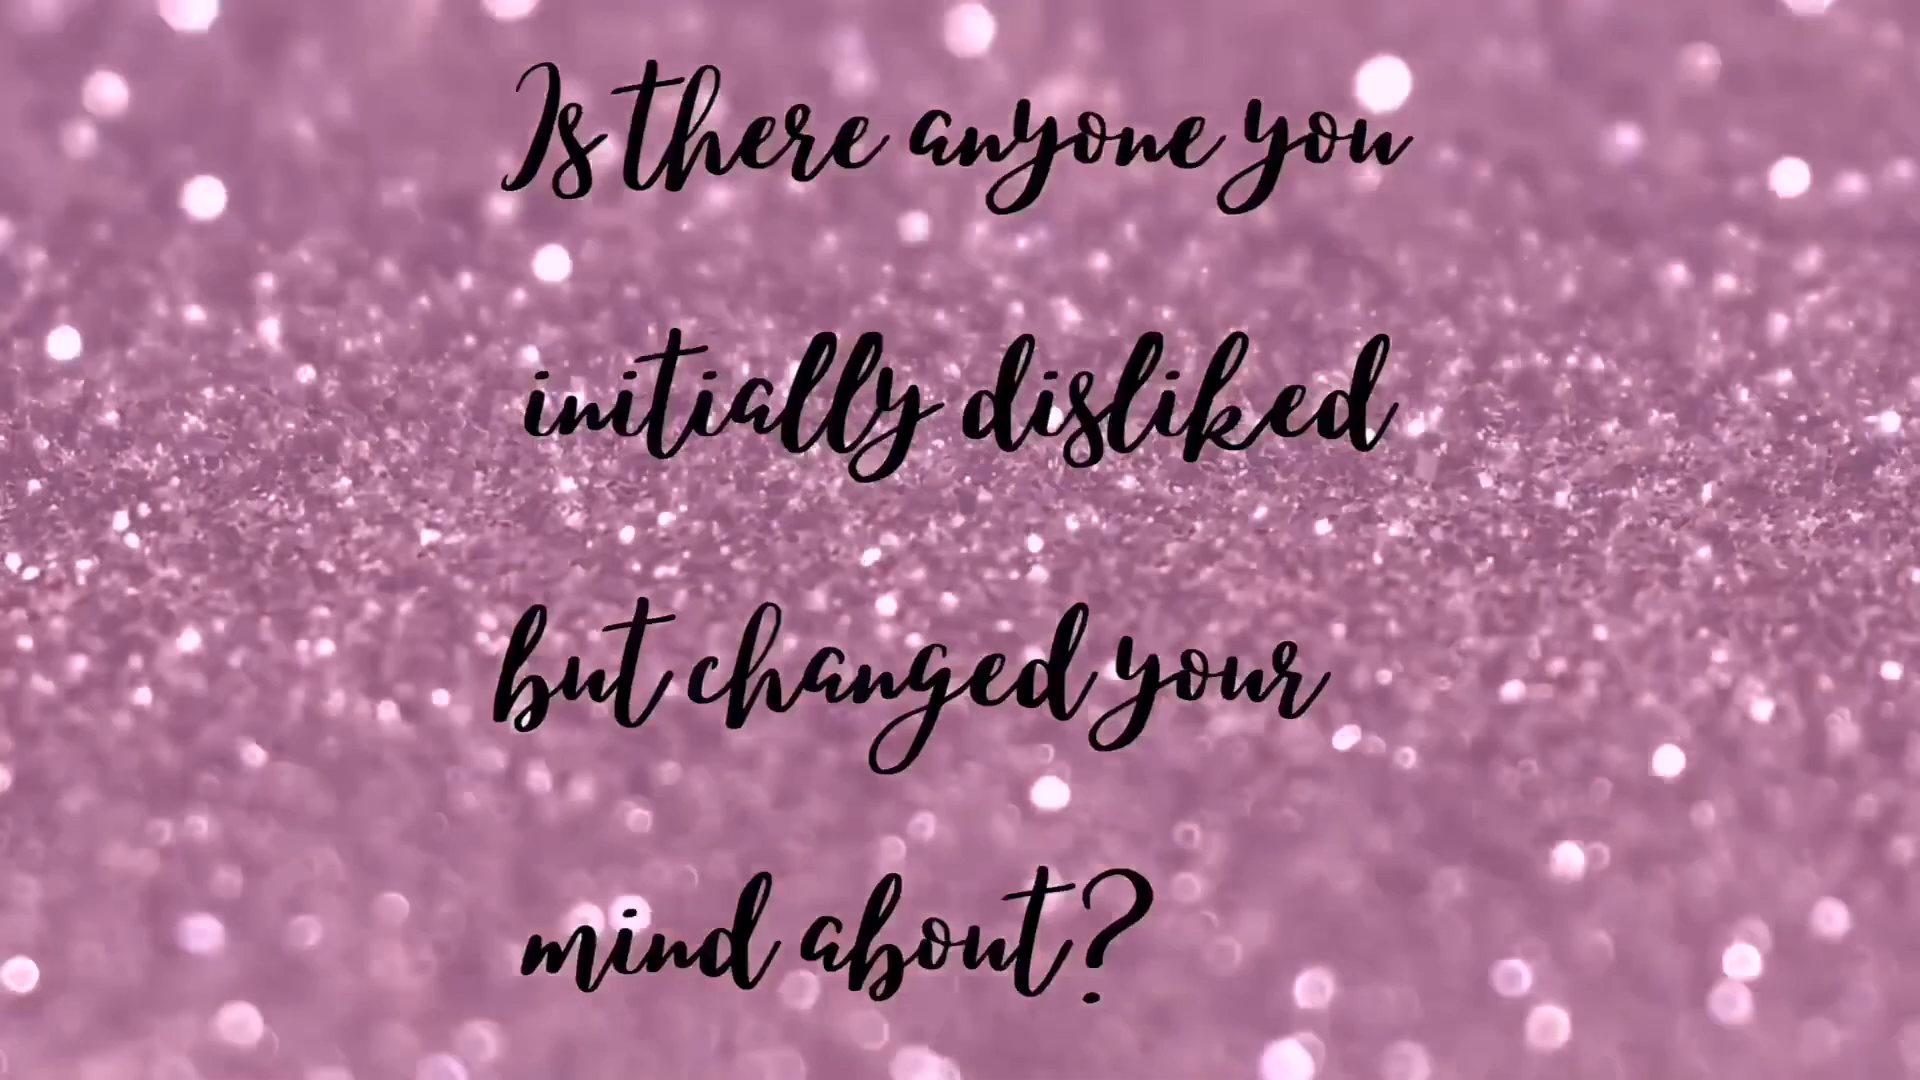 Is there anyone you
initially disliked
but changed your
mind about?